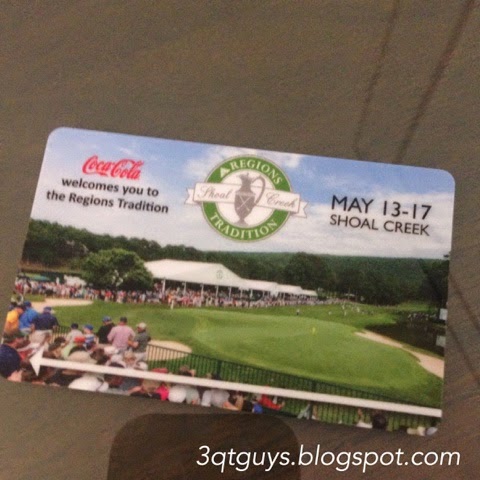 Coca-Cola
welcomes you to
the Regions Tradition
REGIONS
Shoal Creek
TRADITION
MAY 13-17
SHOAL CREEK
3qtguys.blogspot.com